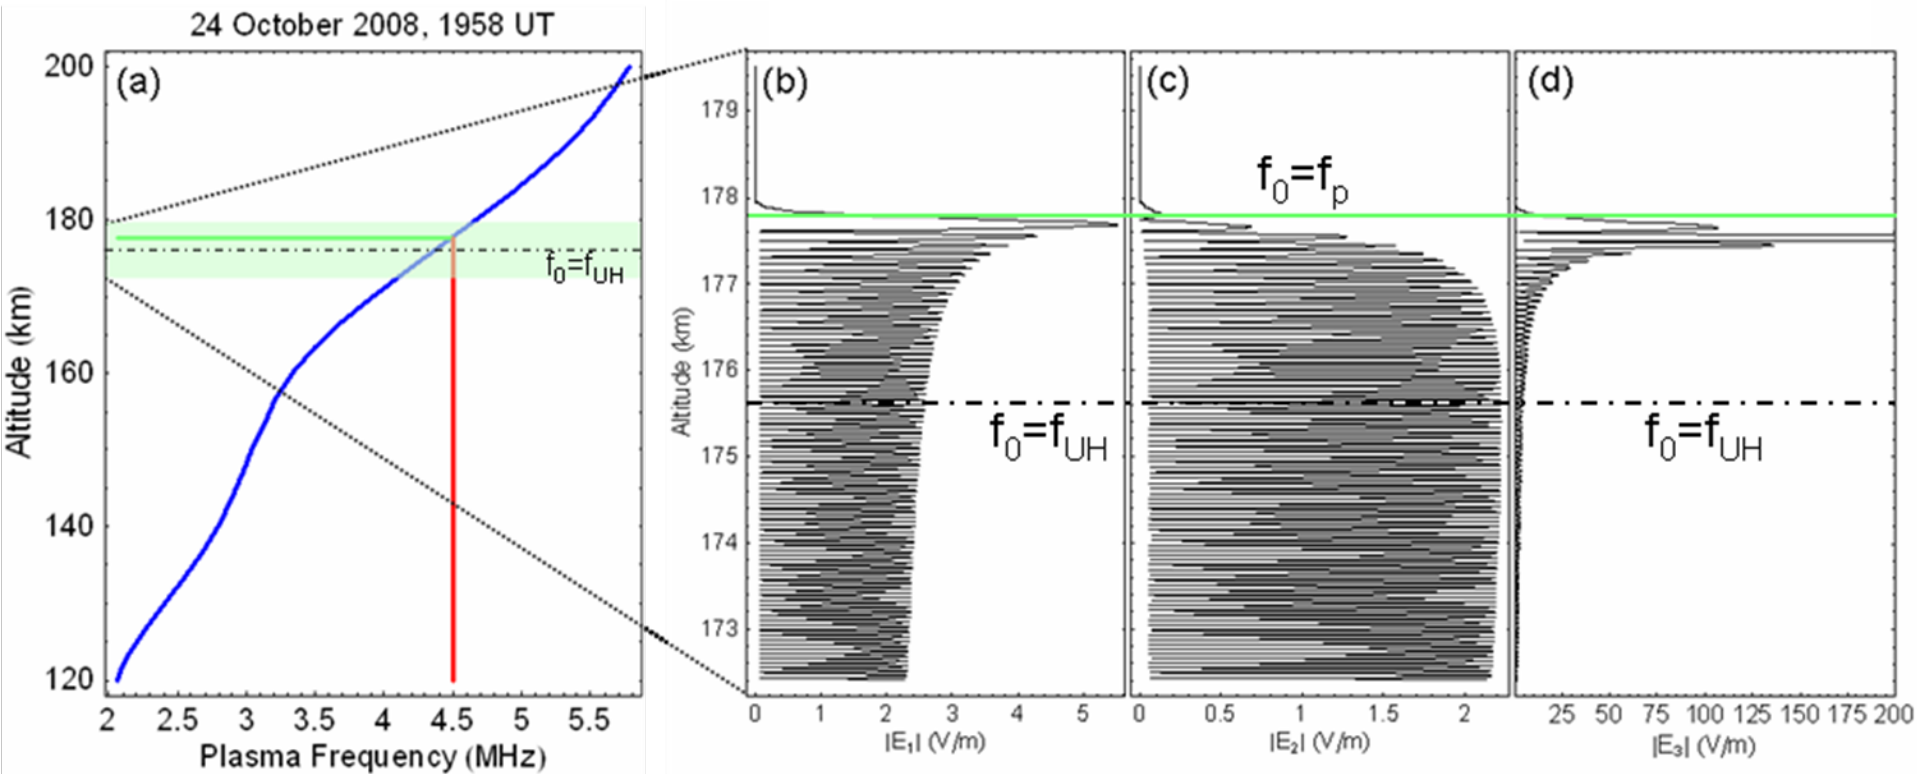 24 October 2008, 1958 UT
(a)
(b)
(c)
(d)
200
180
160
140
120
Altitude (km)
f0=fUH
2 2.5 3 3.5 4 4.5 5 5.5
Plasma Frequency (MHz)
179
178
177
176
175
174
173
Altitude (km)
f0=fp
f0=fUH
f0=fUH
0 1 2 3 4 5
|E1| (V/m)
0 0.5 1 1.5 2
|E2| (V/m)
25 50 75 100 125 150 175 200
|E3| (V/m)